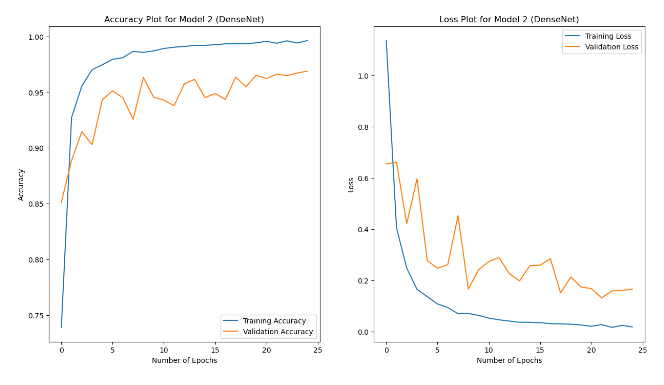 Accuracy Plot for Model 2 (DenseNet)
1.00
0.95
0.90
0.85
0.80
0.75
Accuracy
Training Accuracy
Validation Accuracy
0 5 10 15 20 25
Number of Epochs
Loss Plot for Model 2 (DenseNet)
Training Loss
Validation Loss
1.0
0.8
0.6
0.4
0.2
0.0
Loss
0 5 10 15 20 25
Number of Epochs